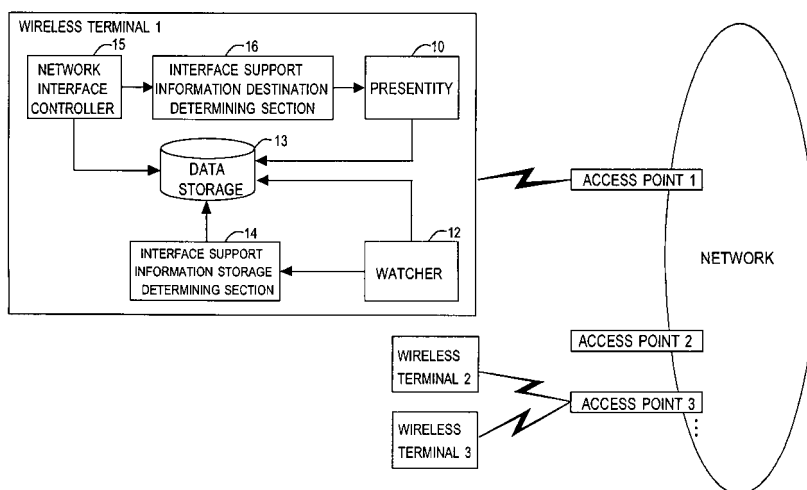 WIRELESS TERMINAL 1
15
16
10
NETWORK
INTERFACE
CONTROLLER
INTERFACE SUPPORT
INFORMATION DESTINATION
DETERMINING SECTION
PRESENTITY
13
DATA
STORAGE
14
12
INTERFACE SUPPORT
INFORMATION STORAGE
DETERMINING SECTION
WATCHER
ACCESS POINT 1
NETWORK
ACCESS POINT 2
WIRELESS
TERMINAL 2
ACCESS POINT 3
WIRELESS
TERMINAL 3